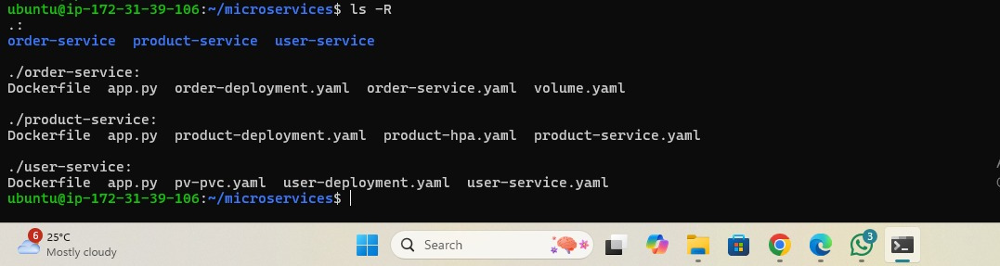 ubuntu@ip-172-31-39-106:~/microservices$ ls -R
.:
order-service  product-service  user-service

./order-service:
Dockerfile  app.py  order-deployment.yaml  order-service.yaml  volume.yaml

./product-service:
Dockerfile  app.py  product-deployment.yaml  product-hpa.yaml  product-service.yaml

./user-service:
Dockerfile  app.py  pv-pvc.yaml  user-deployment.yaml  user-service.yaml
ubuntu@ip-172-31-39-106:~/microservices$
6
25°C
Mostly cloudy
Search
3